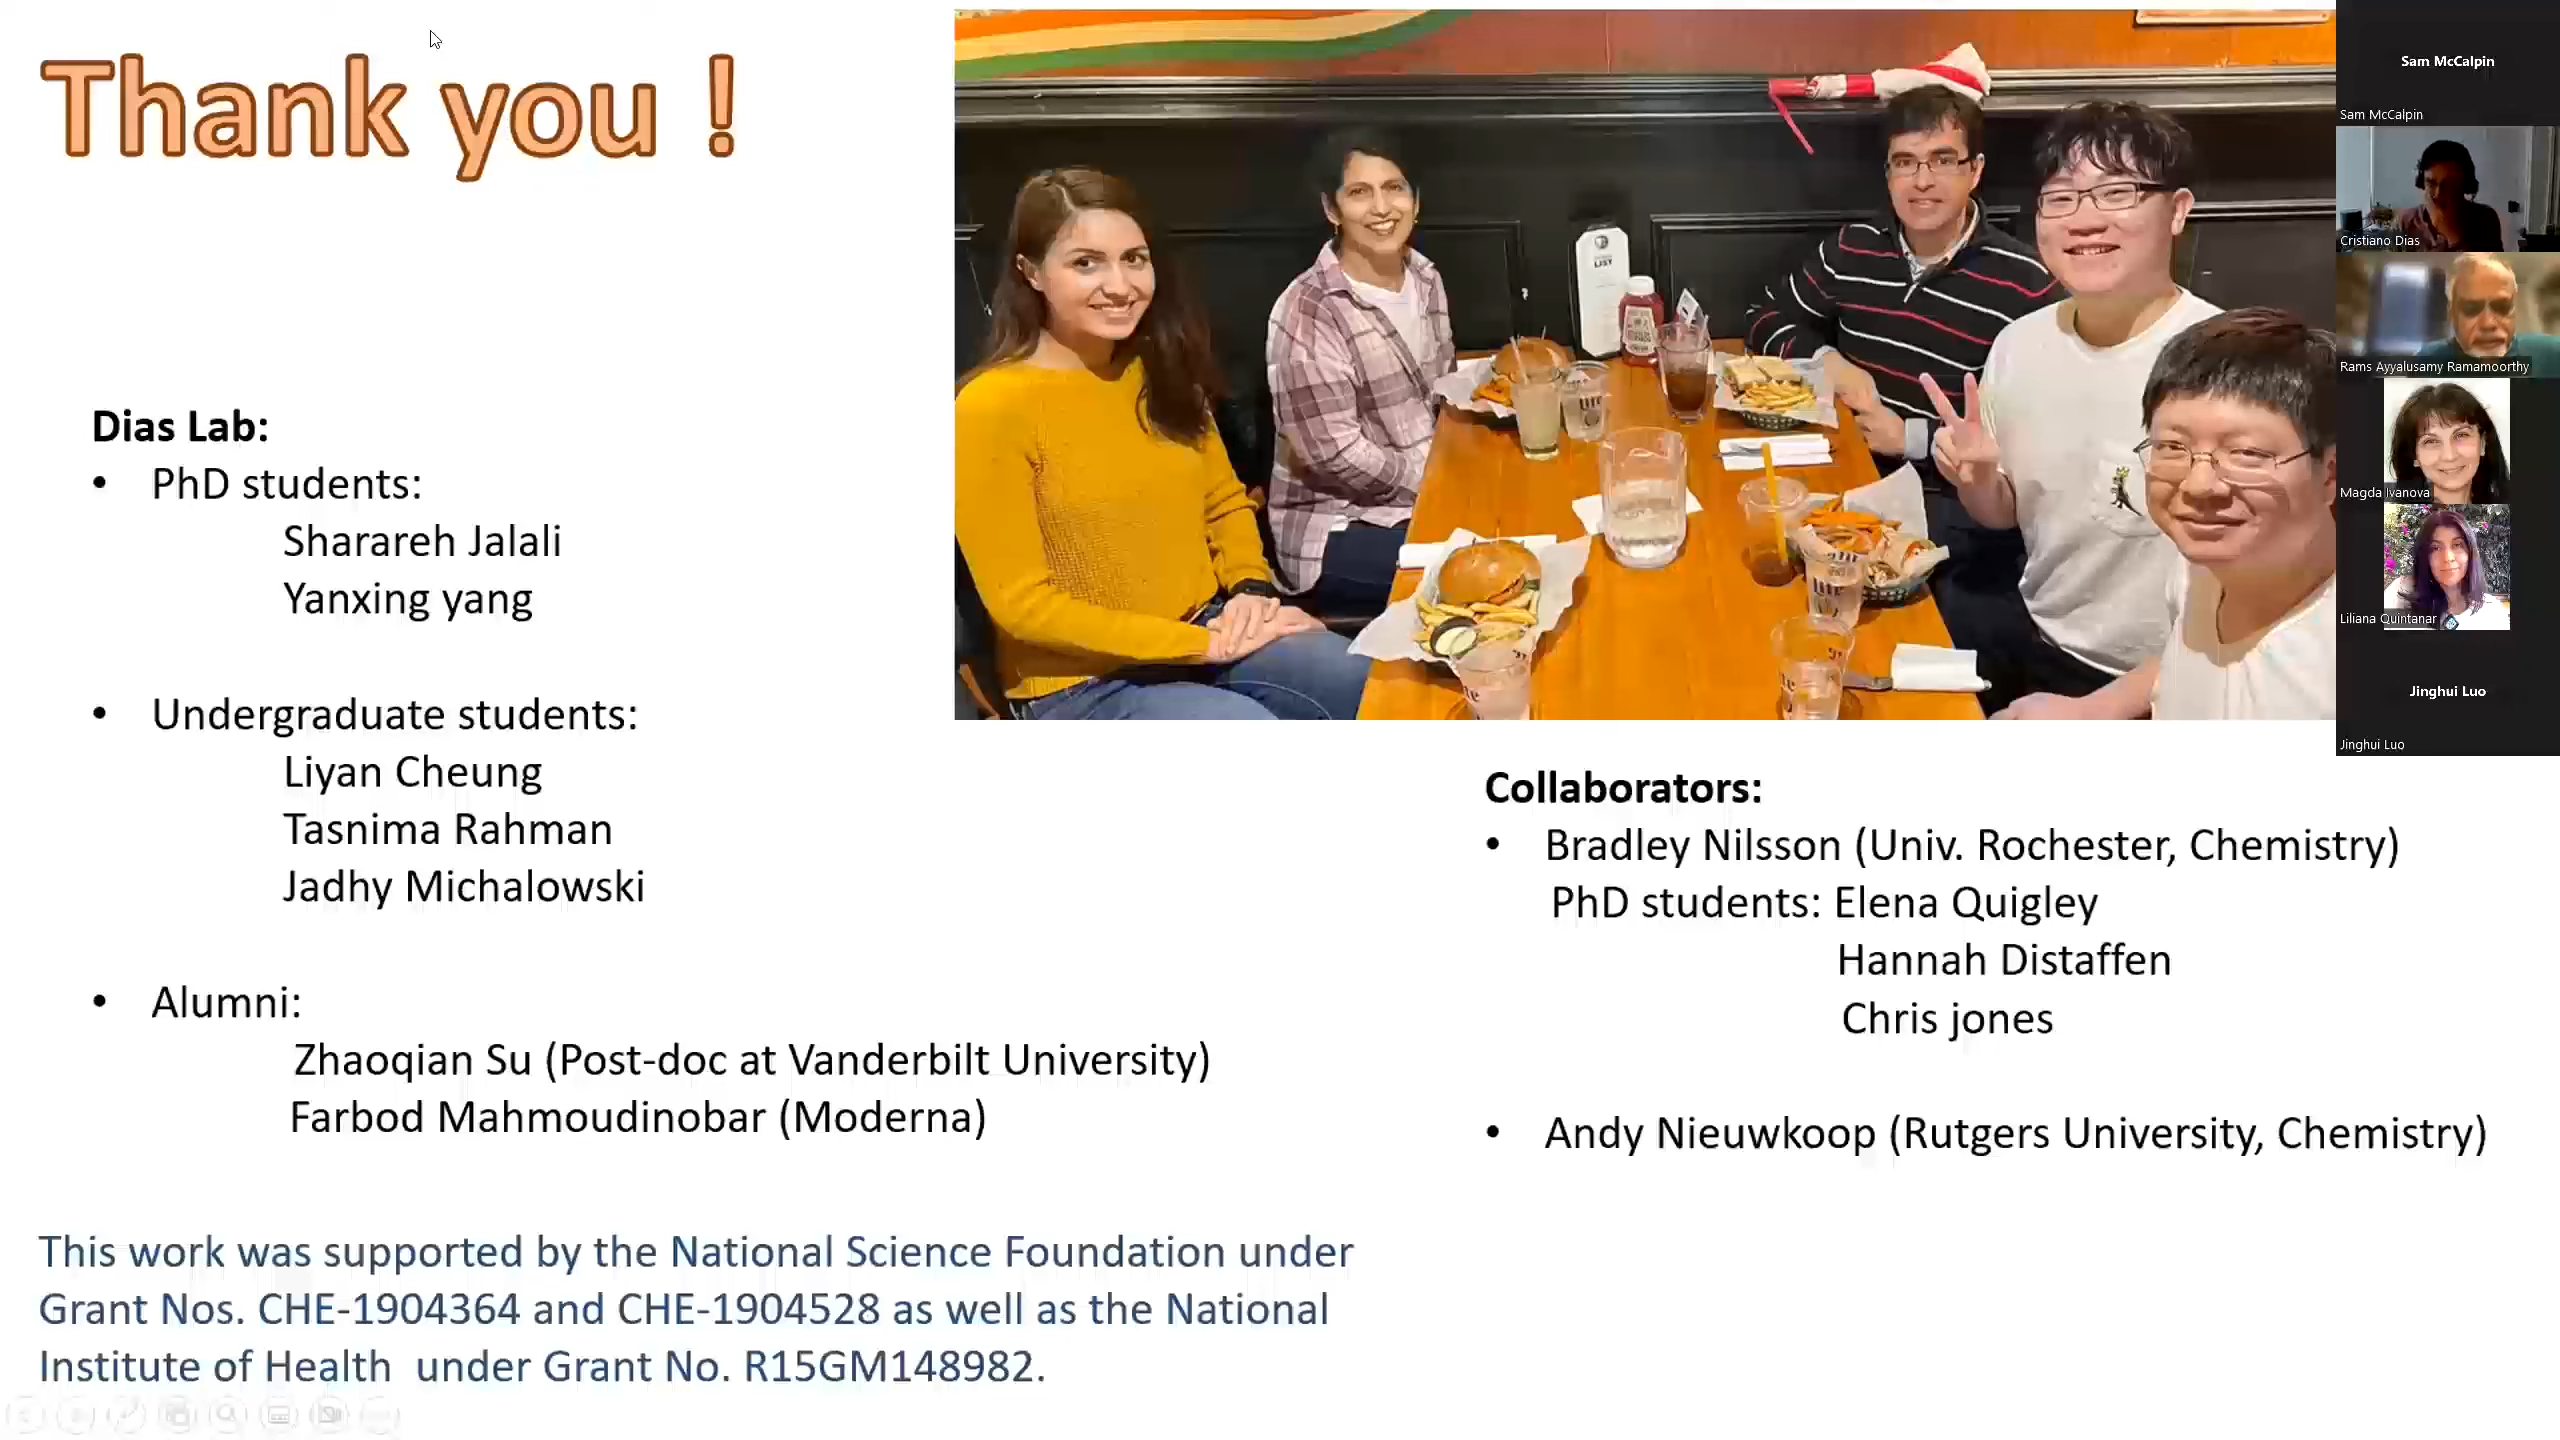 Thank you !
Dias Lab:
• PhD students:
Sharareh Jalali
Yanxing yang
• Undergraduate students:
Liyan Cheung
Tasnima Rahman
Jadhy Michalowski
• Alumni:
Zhaoqian Su (Post-doc at Vanderbilt University)
Farbod Mahmoudinobar (Moderna)
This work was supported by the National Science Foundation under
Grant Nos. CHE-1904364 and CHE-1904528 as well as the National
Institute of Health under Grant No. R15GM148982.
LIST
Collaborators:
• Bradley Nilsson (Univ. Rochester, Chemistry)
PhD students: Elena Quigley
Hannah Distaffen
Chris jones
• Andy Nieuwkoop (Rutgers University, Chemistry)
Sam McCalpin
Sam McCalpin
Cristiano Dias
Rams Ayyalusamy Ramamoorthy
Magda Ivanova
Liliana Quintanar
Jinghui Luo
Jinghui Luo